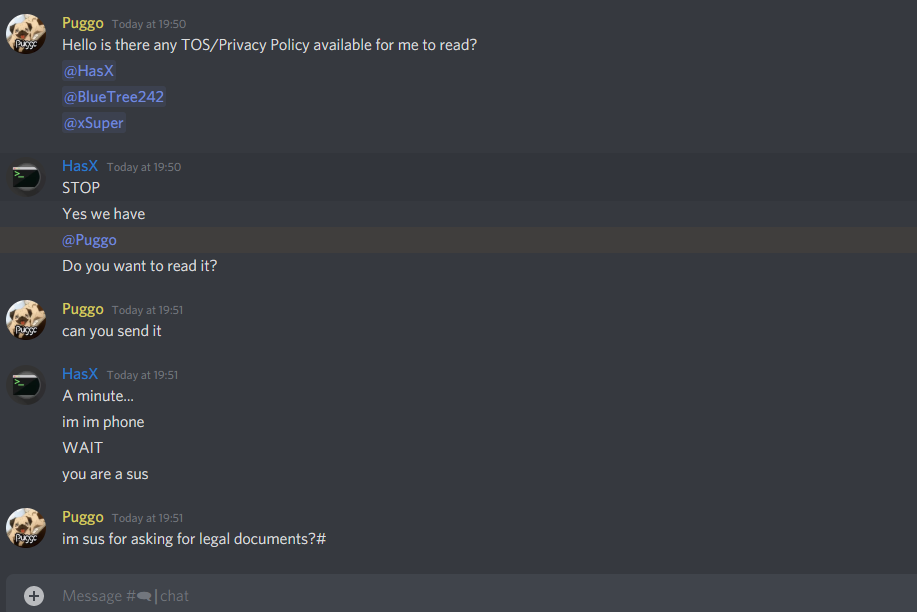 Puggo Today at 19:50
Hello is there any TOS/Privacy Policy available for me to read?
@HasX
@BlueTree242
@xSuper
HasX Today at 19:50
STOP
Yes we have
@Puggo
Do you want to read it?
Puggo Today at 19:51
can you send it
HasX Today at 19:51
A minute...
im im phone
WAIT
you are a sus
Puggo Today at 19:51
im sus for asking for legal documents?#
Message #🗨|chat